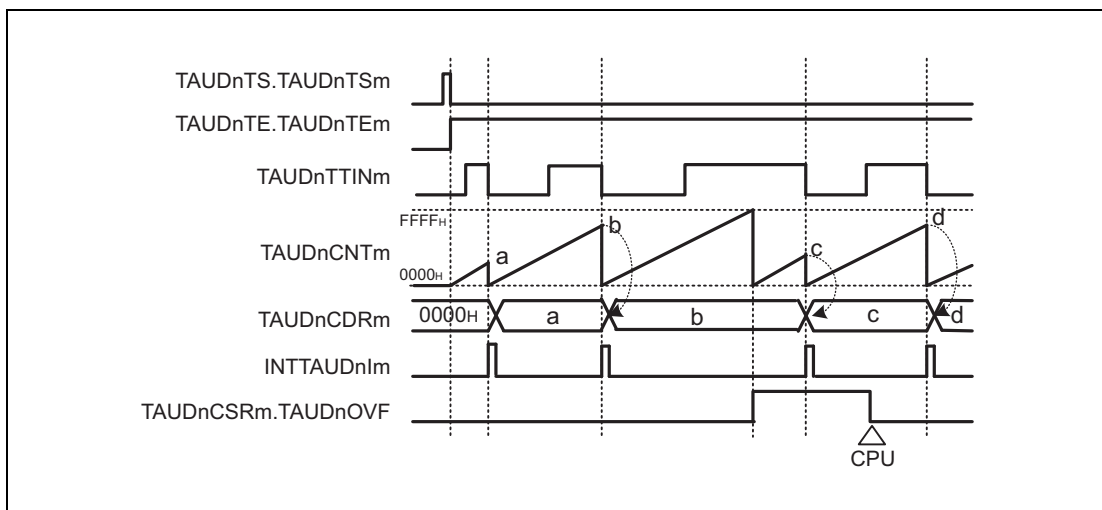 TAUDnTS.TAUDnTSm
TAUDnTE.TAUDnTEm
TAUDnTTINm
FFFFH
TAUDnCNTm
0000H
a
b
c
d
TAUDnCDRm
0000H
a
b
c
d
INTTAUDnIm
TAUDnCSRm.TAUDnOVF
CPU